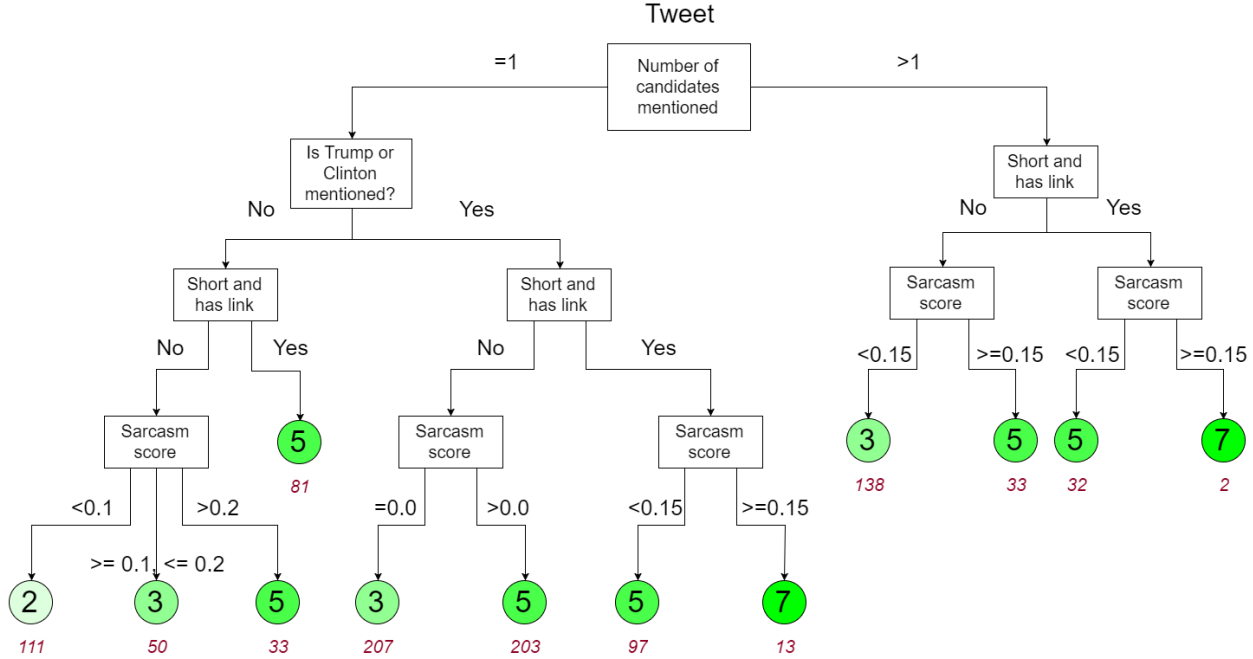 Tweet
=1
Number of
candidates
mentioned
>1
Is Trump or
Clinton
mentioned?
Short and
has link
No
Yes
No
Yes
Short and
has link
Short and
has link
Sarcasm
score
Sarcasm
score
No
Yes
No
Yes
<0.15
>=0.15
<0.15
>=0.15
Sarcasm
score
5
81
Sarcasm
score
Sarcasm
score
3
5
5
7
138
33
32
2
<0.1
>= 0.1, <= 0.2
>0.2
=0.0
>0.0
<0.15
>=0.15
2
3
5
3
5
5
7
111
50
33
207
203
97
13